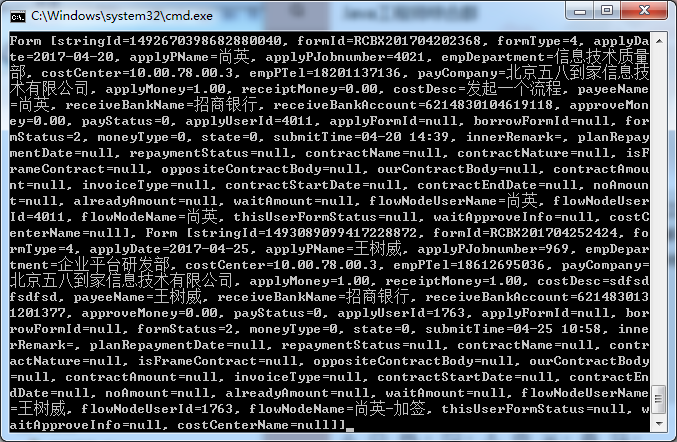 C:\Windows\system32\cmd.exe
Form [stringId=1492670398682880040, formId=RCBX201704202368, formType=4, applyDa
te=2017-04-20, applyPName=尚英, applyPJobnumber=4021, empDepartment=信息技术质量
部, costCenter=10.00.78.00.3, empPTel=18201137136, payCompany=北京五八到家信息技
术有限公司, applyMoney=1.00, receiptMoney=0.00, costDesc=发起一个流程, payeeName
=尚英, receiveBankName=招商银行, receiveBankAccount=6214830104619118, approveMon
ey=0.00, payStatus=0, applyUserId=4011, applyFormId=null, borrowFormId=null, for
mStatus=2, moneyType=0, state=0, submitTime=04-20 14:39, innerRemark=, planRepay
mentDate=null, repaymentStatus=null, contractName=null, contractNature=null, isF
rameContract=null, oppositeContractBody=null, ourContractBody=null, contractAmou
nt=null, invoiceType=null, contractStartDate=null, contractEndDate=null, noAmoun
t=null, alreadyAmount=null, waitAmount=null, flowNodeUserName=尚英, flowNodeUser
Id=4011, flowNodeName=尚英, thisUserFormStatus=null, waitApproveInfo=null, costC
enterName=null], Form [stringId=1493089099417228872, formId=RCBX201704252424, fo
rmType=4, applyDate=2017-04-25, applyPName=王树威, applyPJobnumber=969, empDepar
tment=企业平台研发部, costCenter=10.00.78.00.3, empPTel=18612695036, payCompany=
北京五八到家信息技术有限公司, applyMoney=1.00, receiptMoney=1.00, costDesc=sdfsd
fsdfsd, payeeName=王树威, receiveBankName=招商银行, receiveBankAccount=621483013
1201377, approveMoney=0.00, payStatus=0, applyUserId=1763, applyFormId=null, bor
rowFormId=null, formStatus=2, moneyType=0, state=0, submitTime=04-25 10:58, inne
rRemark=, planRepaymentDate=null, repaymentStatus=null, contractName=null, contr
actNature=null, isFrameContract=null, oppositeContractBody=null, ourContractBody
=null, contractAmount=null, invoiceType=null, contractStartDate=null, contractEn
dDate=null, noAmount=null, alreadyAmount=null, waitAmount=null, flowNodeUserName
=王树威, flowNodeUserId=1763, flowNodeName=尚英-加签, thisUserFormStatus=null, w
aitApproveInfo=null, costCenterName=null]]